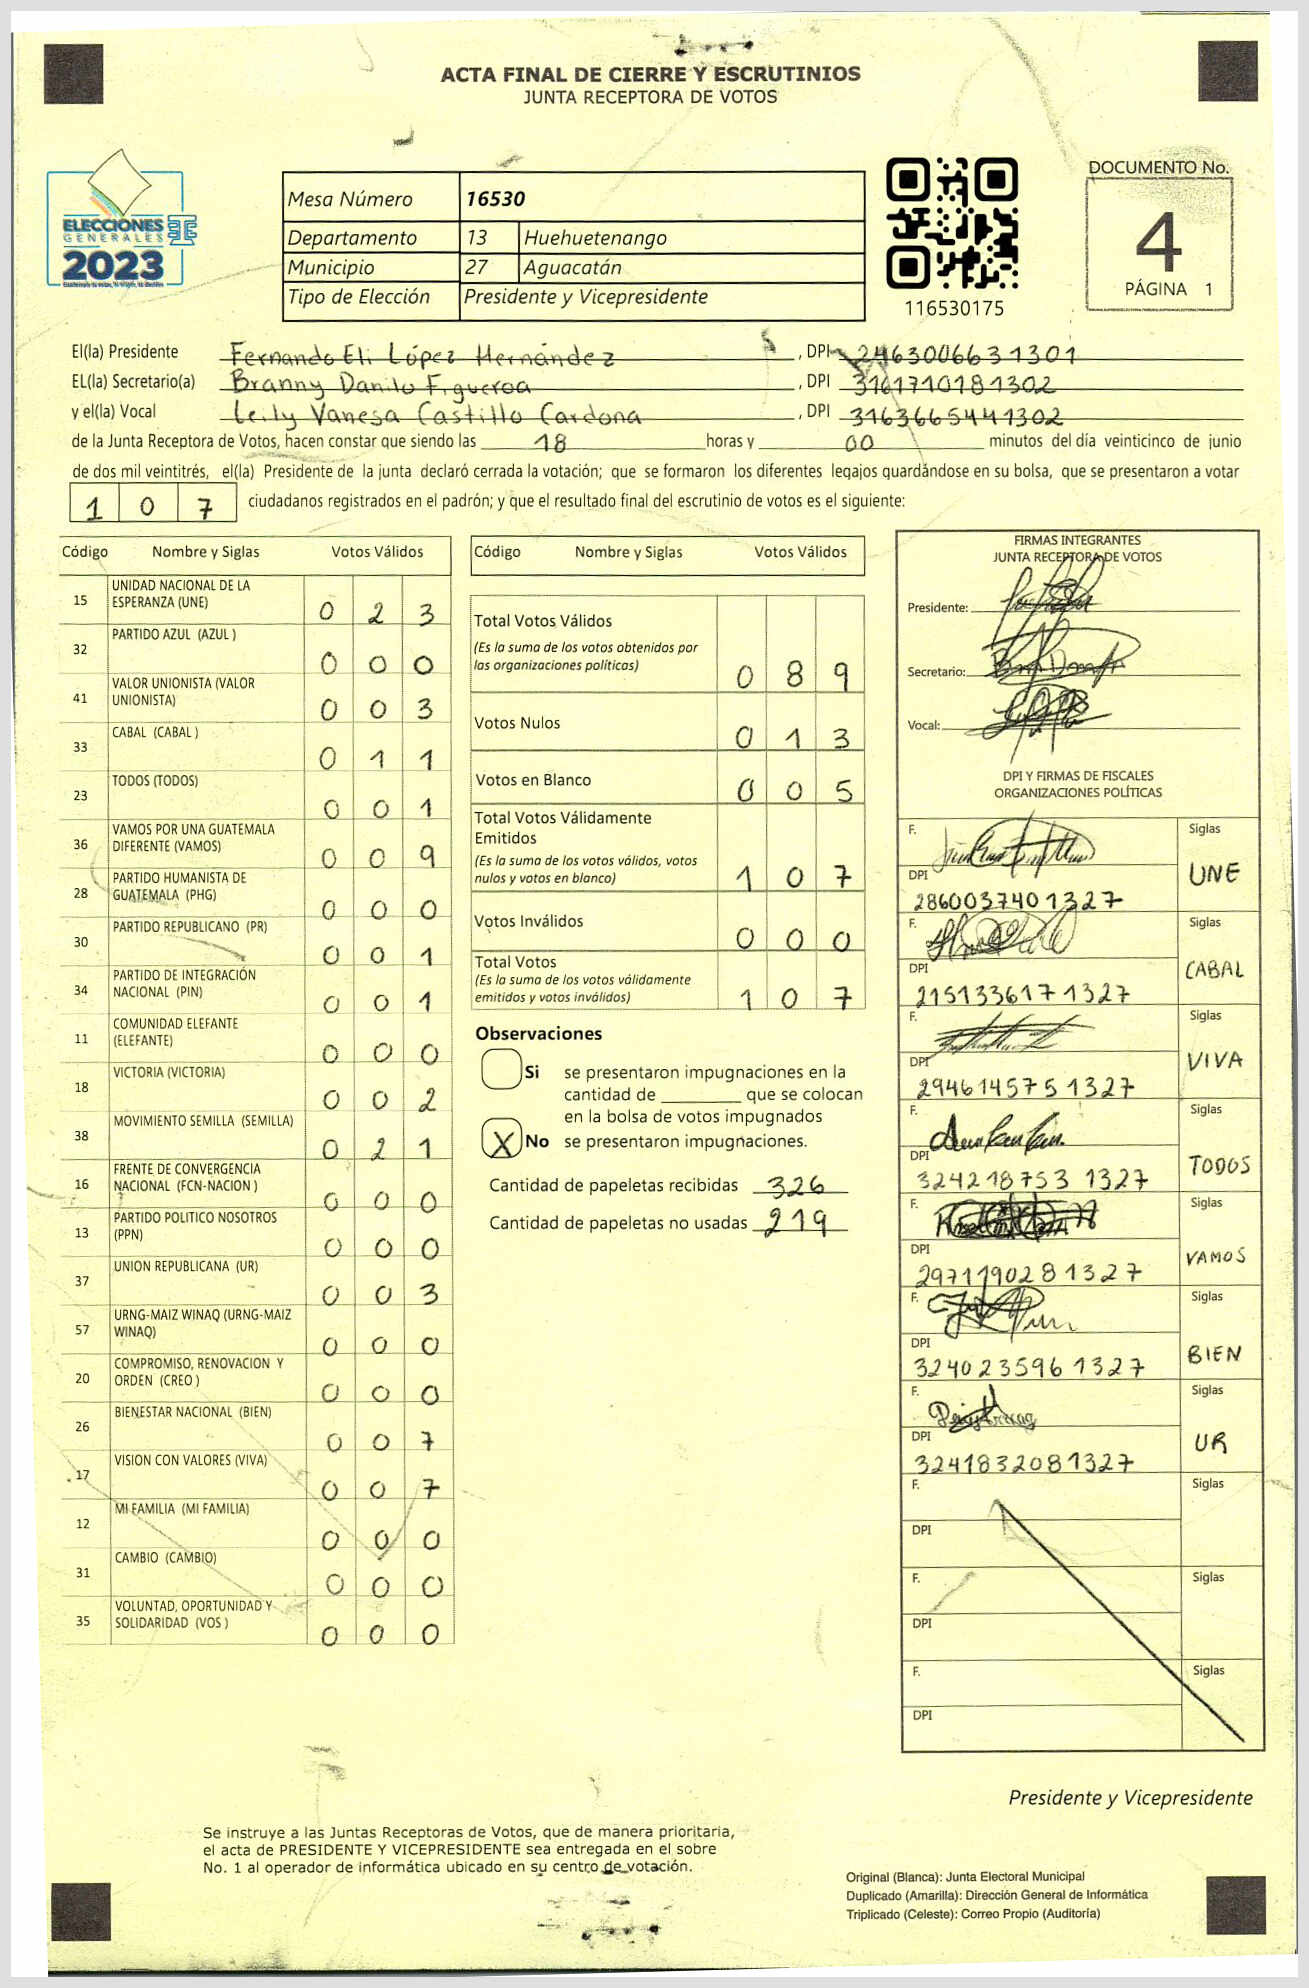 ACTA FINAL DE CIERRE Y ESCRUTINIOS
JUNTA RECEPTORA DE VOTOS
ELECCIONES
GENERALES
2023
Mesa Número 16530
Departamento 13 Huehuetenango
Municipio 27 Aguacatán
Tipo de Elección Presidente y Vicepresidente
116530175
DOCUMENTO No.
4
PÁGINA 1
El(la) Presidente Fernando Eli López Hernández , DPI 2463006631301
EL(la) Secretario(a) Branny Danilo Figueroa , DPI 3161710181302
y el(la) Vocal Leily Vanesa Castillo Cardona , DPI 3163665441302
de la Junta Receptora de Votos, hacen constar que siendo las 18 horas y 00 minutos del día veinticinco de junio
de dos mil veintitrés, el(la) Presidente de la junta declaró cerrada la votación; que se formaron los diferentes legajos guardándose en su bolsa, que se presentaron a votar
1 0 7 ciudadanos registrados en el padrón; y que el resultado final del escrutinio de votos es el siguiente:
Código Nombre y Siglas Votos Válidos
15 UNIDAD NACIONAL DE LA
ESPERANZA (UNE) 0 2 3
32 PARTIDO AZUL (AZUL ) 0 0 0
41 VALOR UNIONISTA (VALOR
UNIONISTA) 0 0 3
33 CABAL (CABAL ) 0 1 1
23 TODOS (TODOS) 0 0 1
36 VAMOS POR UNA GUATEMALA
DIFERENTE (VAMOS) 0 0 9
28 PARTIDO HUMANISTA DE
GUATEMALA (PHG) 0 0 0
30 PARTIDO REPUBLICANO (PR) 0 0 1
34 PARTIDO DE INTEGRACIÓN
NACIONAL (PIN) 0 0 1
11 COMUNIDAD ELEFANTE
(ELEFANTE) 0 0 0
18 VICTORIA (VICTORIA) 0 0 2
38 MOVIMIENTO SEMILLA (SEMILLA) 0 2 1
16 FRENTE DE CONVERGENCIA
NACIONAL (FCN-NACION ) 0 0 0
13 PARTIDO POLITICO NOSOTROS
(PPN) 0 0 0
37 UNION REPUBLICANA (UR) 0 0 3
57 URNG-MAIZ WINAQ (URNG-MAIZ
WINAQ) 0 0 0
20 COMPROMISO, RENOVACION Y
ORDEN (CREO ) 0 0 0
26 BIENESTAR NACIONAL (BIEN) 0 0 7
17 VISION CON VALORES (VIVA) 0 0 7
12 MI FAMILIA (MI FAMILIA) 0 0 0
31 CAMBIO (CAMBIO) 0 0 0
35 VOLUNTAD, OPORTUNIDAD Y
SOLIDARIDAD (VOS ) 0 0 0
Código Nombre y Siglas Votos Válidos
Total Votos Válidos
(Es la suma de los votos obtenidos por
las organizaciones políticas) 0 8 9
Votos Nulos 0 1 3
Votos en Blanco 0 0 5
Total Votos Válidamente
Emitidos
(Es la suma de los votos válidos, votos
nulos y votos en blanco) 1 0 7
Votos Inválidos 0 0 0
Total Votos
(Es la suma de los votos válidamente
emitidos y votos inválidos) 1 0 7
Observaciones
Si se presentaron impugnaciones en la
cantidad de ________ que se colocan
en la bolsa de votos impugnados
X No se presentaron impugnaciones.
Cantidad de papeletas recibidas 326
Cantidad de papeletas no usadas 219
FIRMAS INTEGRANTES
JUNTA RECEPTORA DE VOTOS
Presidente:
Secretario:
Vocal:
DPI Y FIRMAS DE FISCALES
ORGANIZACIONES POLÍTICAS
F. Siglas
DPI UNE
2860037401327
F. Siglas
DPI CABAL
2151336171327
F. Siglas
DPI VIVA
2946145751327
F. Siglas
DPI TODOS
3242187531327
F. Siglas
DPI VAMOS
2971190281327
F. Siglas
DPI BIEN
3240235961327
F. Siglas
DPI UR
3241832081327
F. Siglas
DPI
F. Siglas
DPI
F. Siglas
DPI
Presidente y Vicepresidente
Se instruye a las Juntas Receptoras de Votos, que de manera prioritaria,
el acta de PRESIDENTE Y VICEPRESIDENTE sea entregada en el sobre
No. 1 al operador de informática ubicado en su centro de votación.
Original (Blanca): Junta Electoral Municipal
Duplicado (Amarilla): Dirección General de Informática
Triplicado (Celeste): Correo Propio (Auditoría)